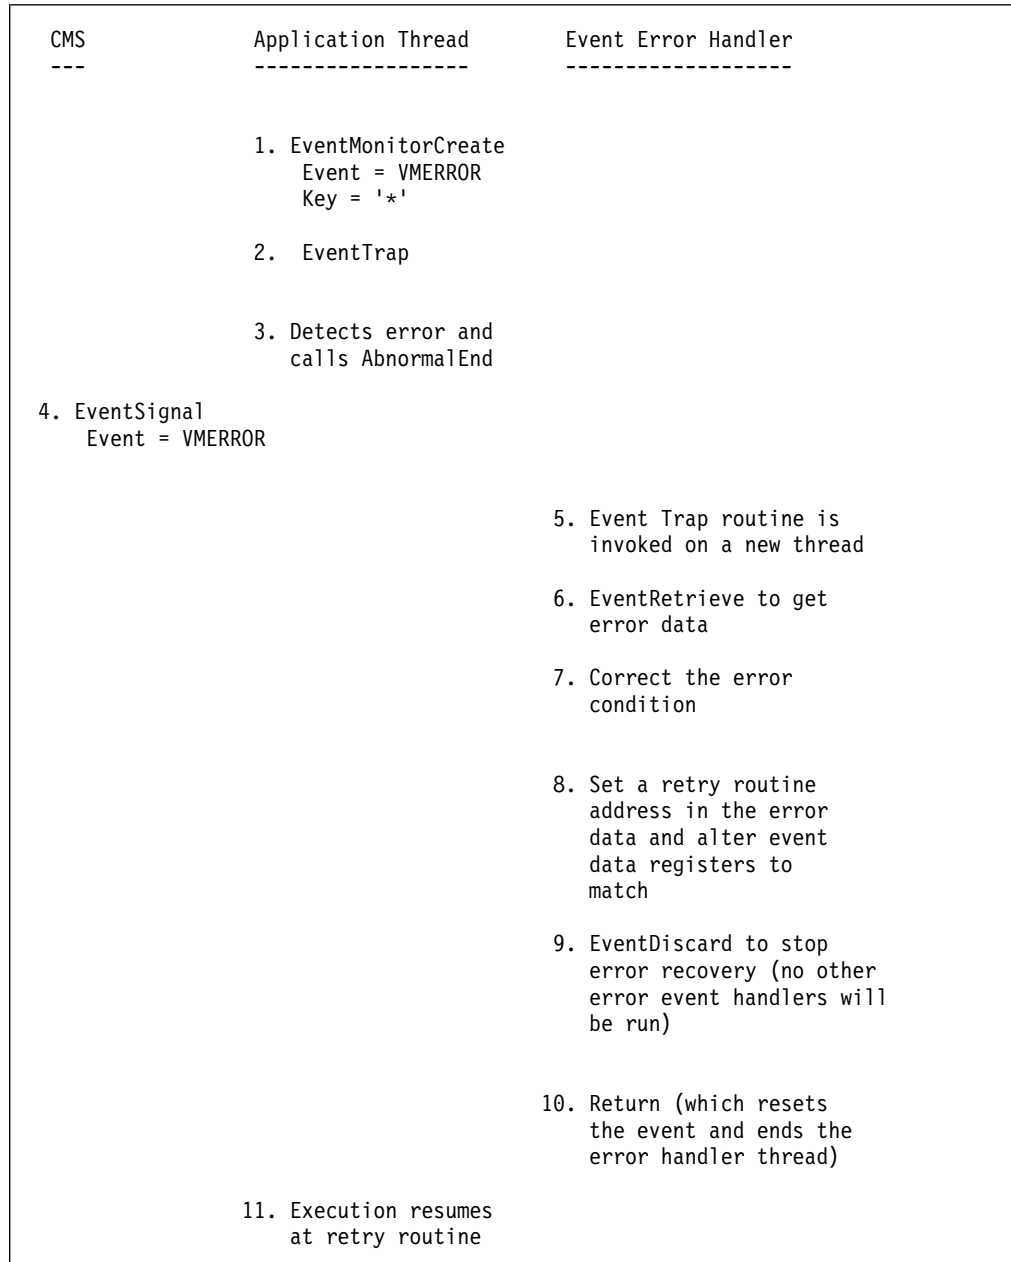 CMS Application Thread Event Error Handler
--- ------------------ -------------------
1. EventMonitorCreate
Event = VMERROR
Key = '*'
2. EventTrap
3. Detects error and
calls AbnormalEnd
4. EventSignal
Event = VMERROR
5. Event Trap routine is
invoked on a new thread
6. EventRetrieve to get
error data
7. Correct the error
condition
8. Set a retry routine
address in the error
data and alter event
data registers to
match
9. EventDiscard to stop
error recovery (no other
error event handlers will
be run)
10. Return (which resets
the event and ends the
error handler thread)
11. Execution resumes
at retry routine